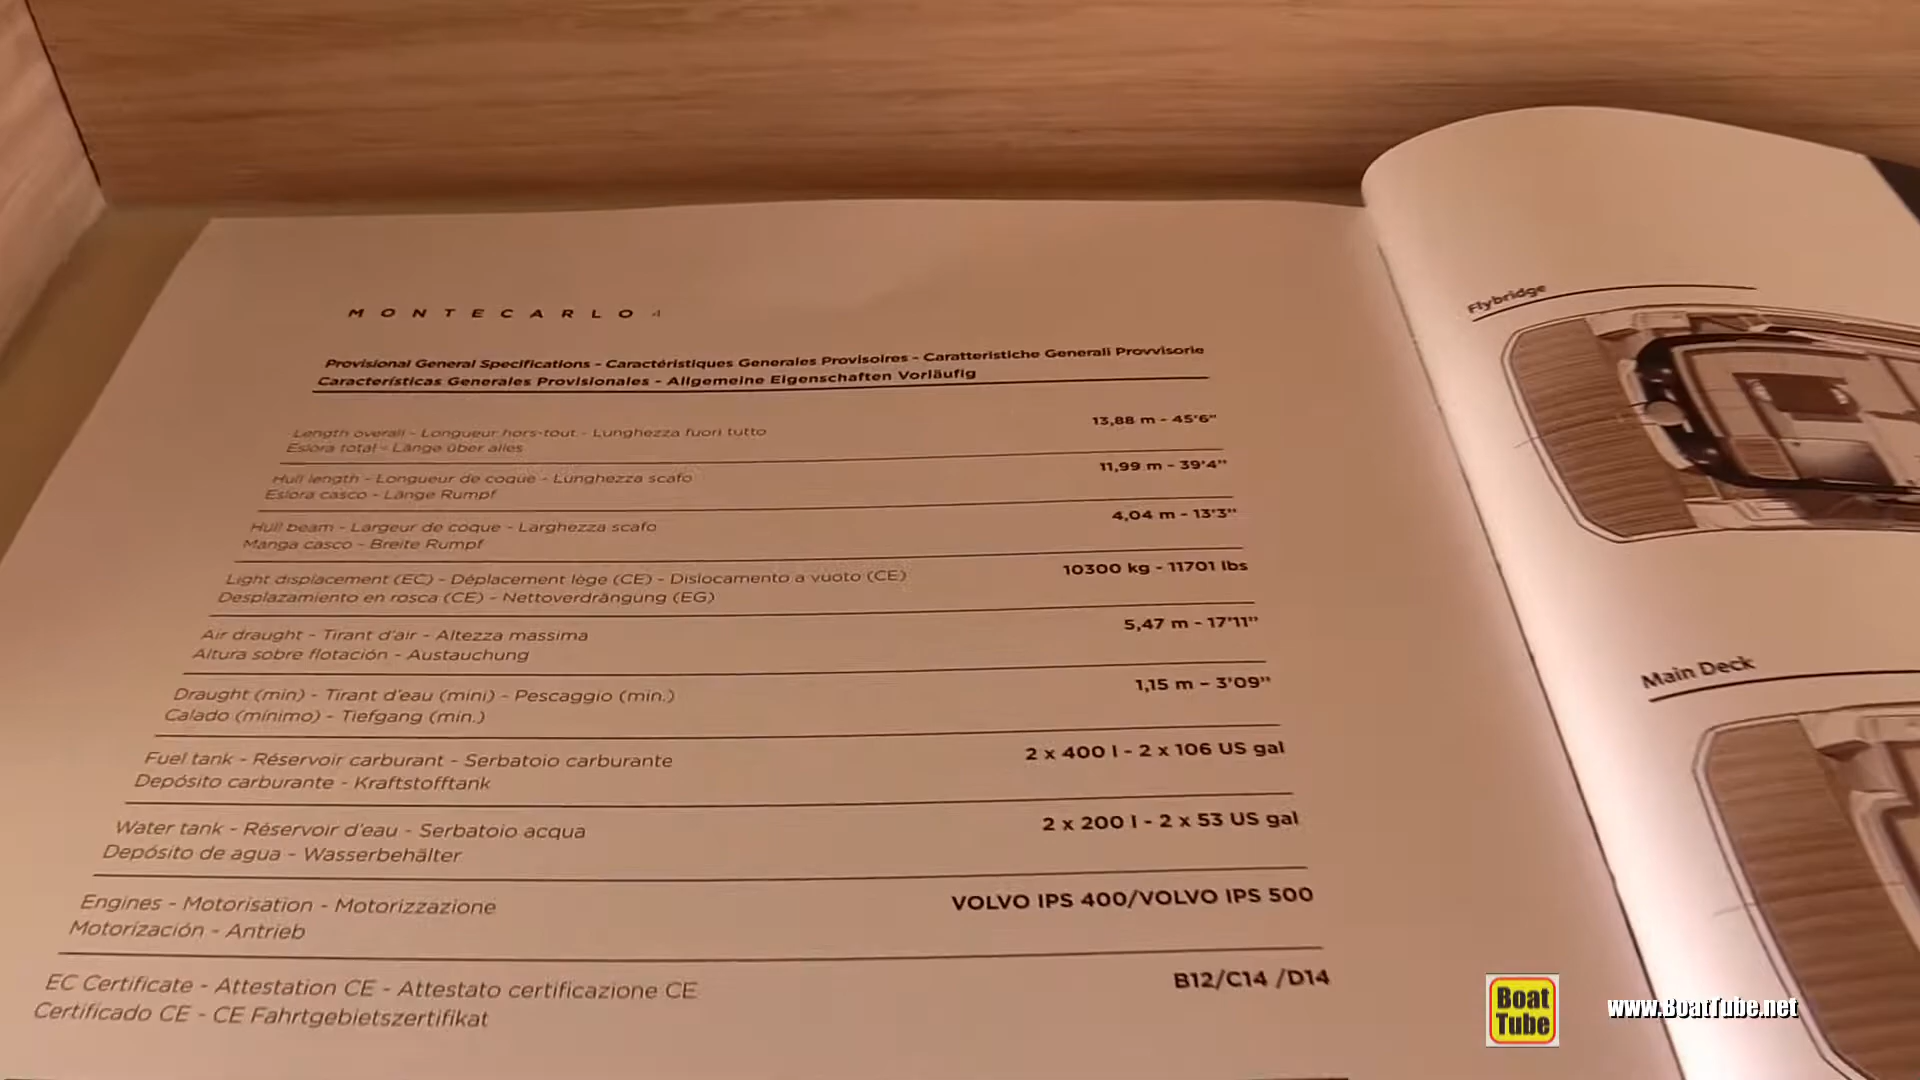 MONTECARLO 4
Provisional General Specifications - Caractéristiques Generales Provisoires - Caratteristiche Generali Provvisorie
Características Generales Provisionales - Allgemeine Eigenschaften Vorläufig
Length overall - Longueur hors-tout - Lunghezza fuori tutto
Eslora total - Länge über alles
13,88 m - 45'6"
Hull length - Longueur de coque - Lunghezza scafo
Eslora casco - Länge Rumpf
11,99 m - 39'4"
Hull beam - Largeur de coque - Larghezza scafo
Manga casco - Breite Rumpf
4,04 m - 13'3"
Light displacement (EC) - Déplacement lège (CE) - Dislocamento a vuoto (CE)
Desplazamiento en rosca (CE) - Nettoverdrängung (EG)
10300 kg - 11701 lbs
Air draught - Tirant d'air - Altezza massima
Altura sobre flotación - Austauchung
5,47 m - 17'11"
Draught (min) - Tirant d'eau (mini) - Pescaggio (min.)
Calado (mínimo) - Tiefgang (min.)
1,15 m - 3'09"
Fuel tank - Réservoir carburant - Serbatoio carburante
Depósito carburante - Kraftstofftank
2 x 400 l - 2 x 106 US gal
Water tank - Réservoir d'eau - Serbatoio acqua
Depósito de agua - Wasserbehälter
2 x 200 l - 2 x 53 US gal
Engines - Motorisation - Motorizzazione
Motorización - Antrieb
VOLVO IPS 400/VOLVO IPS 500
EC Certificate - Attestation CE - Attestato certificazione CE
Certificado CE - CE Fahrtgebietszertifikat
B12/C14 /D14
Flybridge
Main Deck
Boat
Tube
www.BoatTube.net